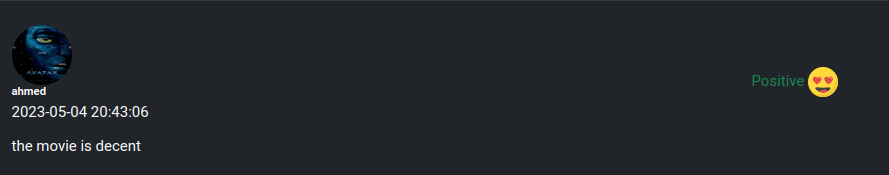 AVATAR
ahmed
Positive
2023-05-04 20:43:06
the movie is decent